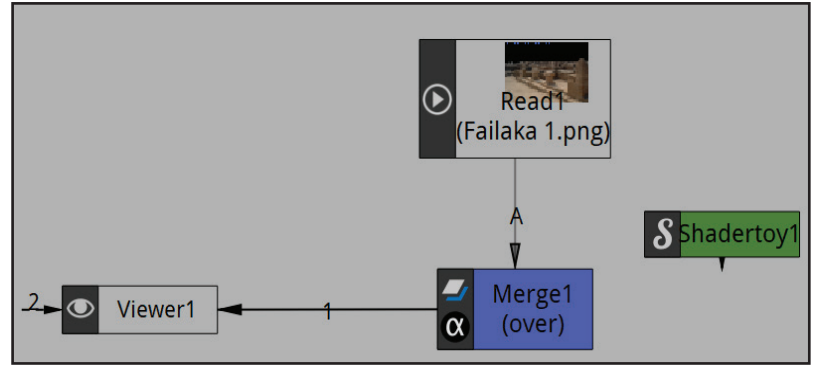 Read1
(Failaka 1.png)
A
Shadertoy1
Merge1
(over)
α
1
Viewer1
2